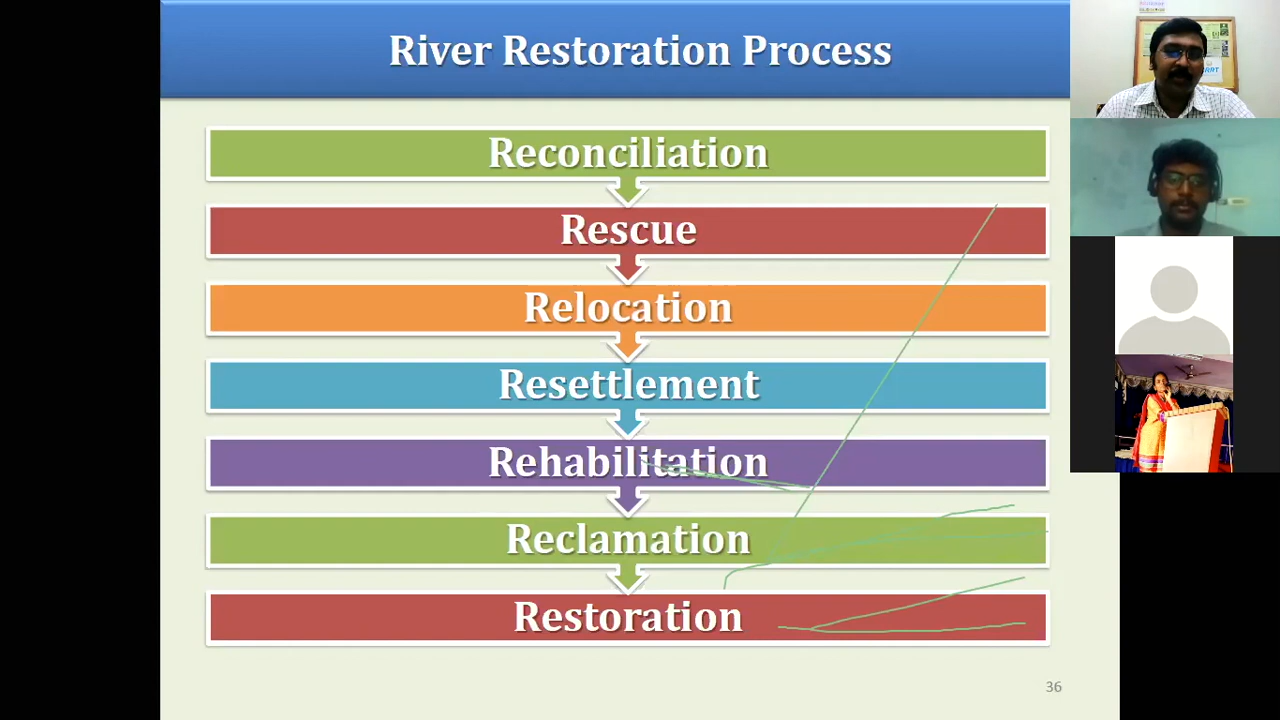 River Restoration Process
Reconciliation
Rescue
Relocation
Resettlement
Rehabilitation
Reclamation
Restoration
36